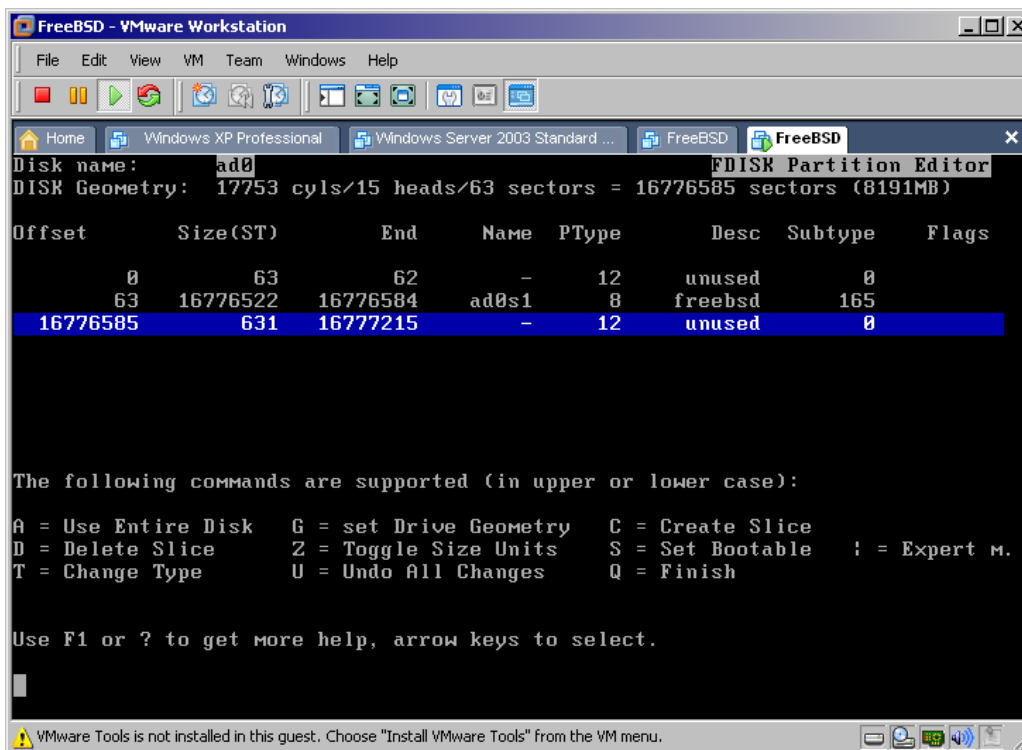 FreeBSD - VMware Workstation
File Edit View VM Team Windows Help
Home Windows XP Professional Windows Server 2003 Standard ... FreeBSD FreeBSD
Disk name: ad0 FDISK Partition Editor
DISK Geometry: 17753 cyls/15 heads/63 sectors = 16776585 sectors (8191MB)
Offset Size(ST) End Name PType Desc Subtype Flags
0 63 62 - 12 unused 0
63 16776522 16776584 ad0s1 8 freebsd 165
16776585 631 16777215 - 12 unused 0
The following commands are supported (in upper or lower case):
A = Use Entire Disk G = set Drive Geometry C = Create Slice
D = Delete Slice Z = Toggle Size Units S = Set Bootable ¦ = Expert m.
T = Change Type U = Undo All Changes Q = Finish
Use F1 or ? to get more help, arrow keys to select.
VMware Tools is not installed in this guest. Choose "Install VMware Tools" from the VM menu.